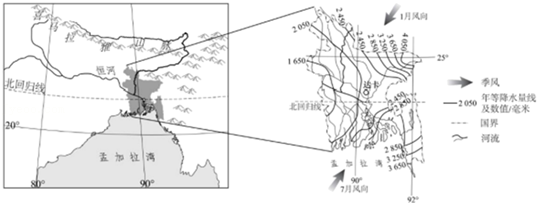 喜马拉雅山脉
恒河
北回归线
20°
孟加拉湾
80°
90°
1月风向
2 450
2 050
2 450
2 850
3 250
3 650
4 050
1 650
25°
达卡
北回归线
2 450
2 850
3 250
3 650
孟加拉湾
90°
7月风向
92°
季风
2 050 年等降水量线
及数值/毫米
国界
河流